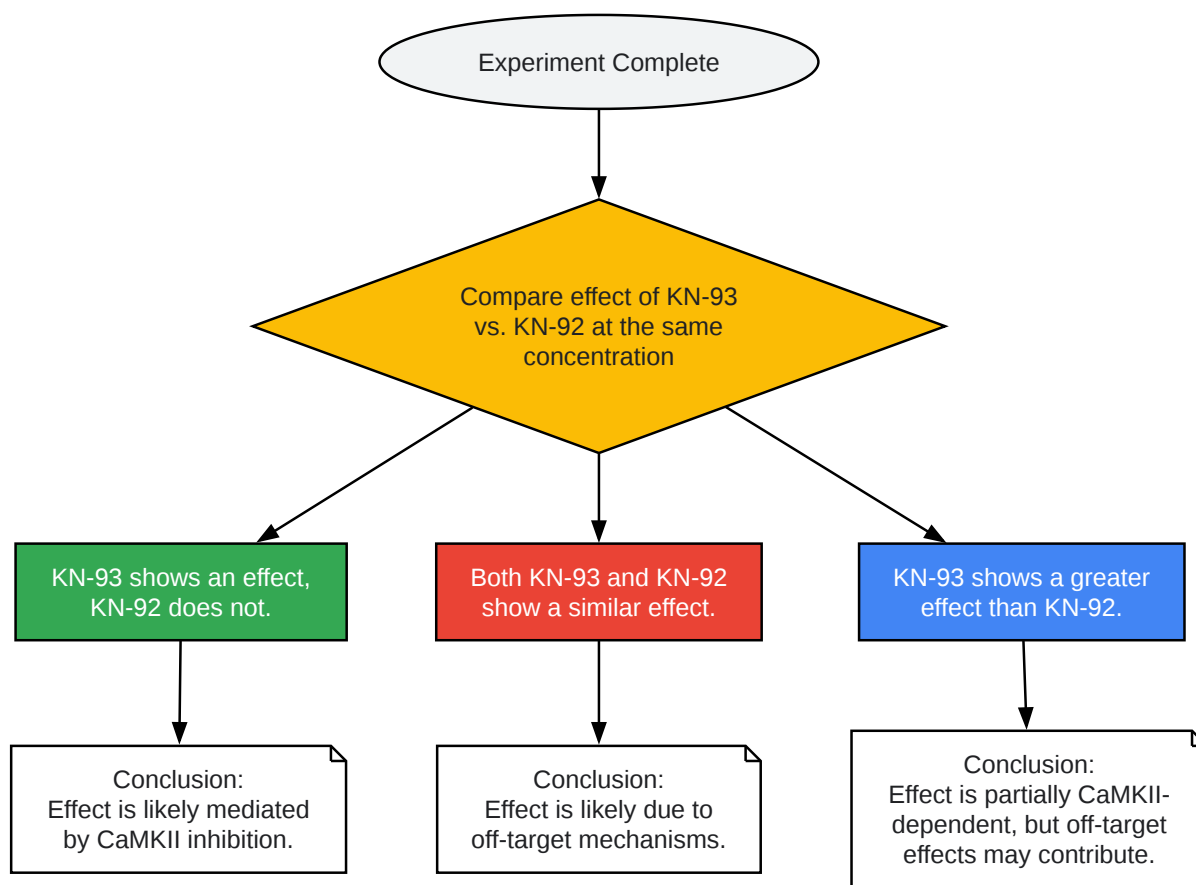 Experiment Complete
Compare effect of KN-93
vs. KN-92 at the same
concentration
KN-93 shows an effect,
KN-92 does not.
Both KN-93 and KN-92
show a similar effect.
KN-93 shows a greater
effect than KN-92.
Conclusion:
Effect is likely mediated
by CaMKII inhibition.
Conclusion:
Effect is likely due to
off-target mechanisms.
Conclusion:
Effect is partially CaMKII-
dependent, but off-target
effects may contribute.